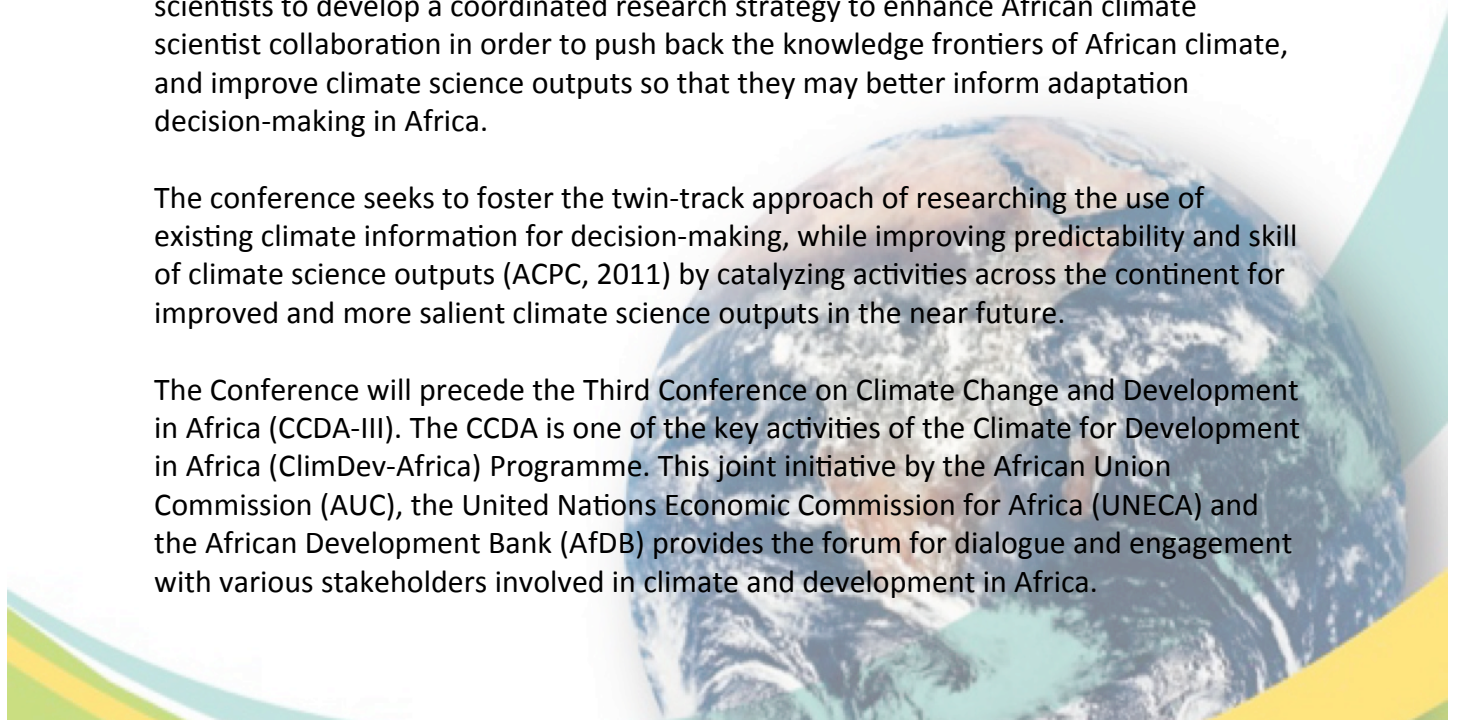 scientists to develop a coordinated research strategy to enhance African climate
scientist collaboration in order to push back the knowledge frontiers of African climate,
and improve climate science outputs so that they may better inform adaptation
decision-making in Africa.
The conference seeks to foster the twin-track approach of researching the use of
existing climate information for decision-making, while improving predictability and skill
of climate science outputs (ACPC, 2011) by catalyzing activities across the continent for
improved and more salient climate science outputs in the near future.
The Conference will precede the Third Conference on Climate Change and Development
in Africa (CCDA-III). The CCDA is one of the key activities of the Climate for Development
in Africa (ClimDev-Africa) Programme. This joint initiative by the African Union
Commission (AUC), the United Nations Economic Commission for Africa (UNECA) and
the African Development Bank (AfDB) provides the forum for dialogue and engagement
with various stakeholders involved in climate and development in Africa.